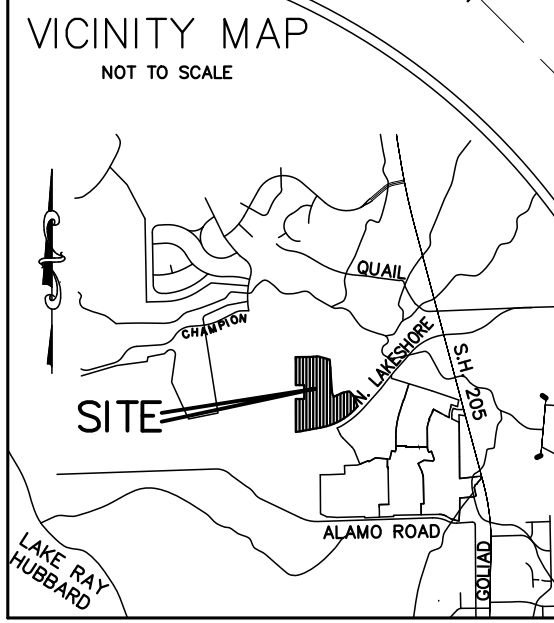 VICINITY MAP
NOT TO SCALE
QUAIL
CHAMPION
N. LAKESHORE
S.H. 205
SITE
ALAMO ROAD
LAKE RAY
HUBBARD
GOLIAD